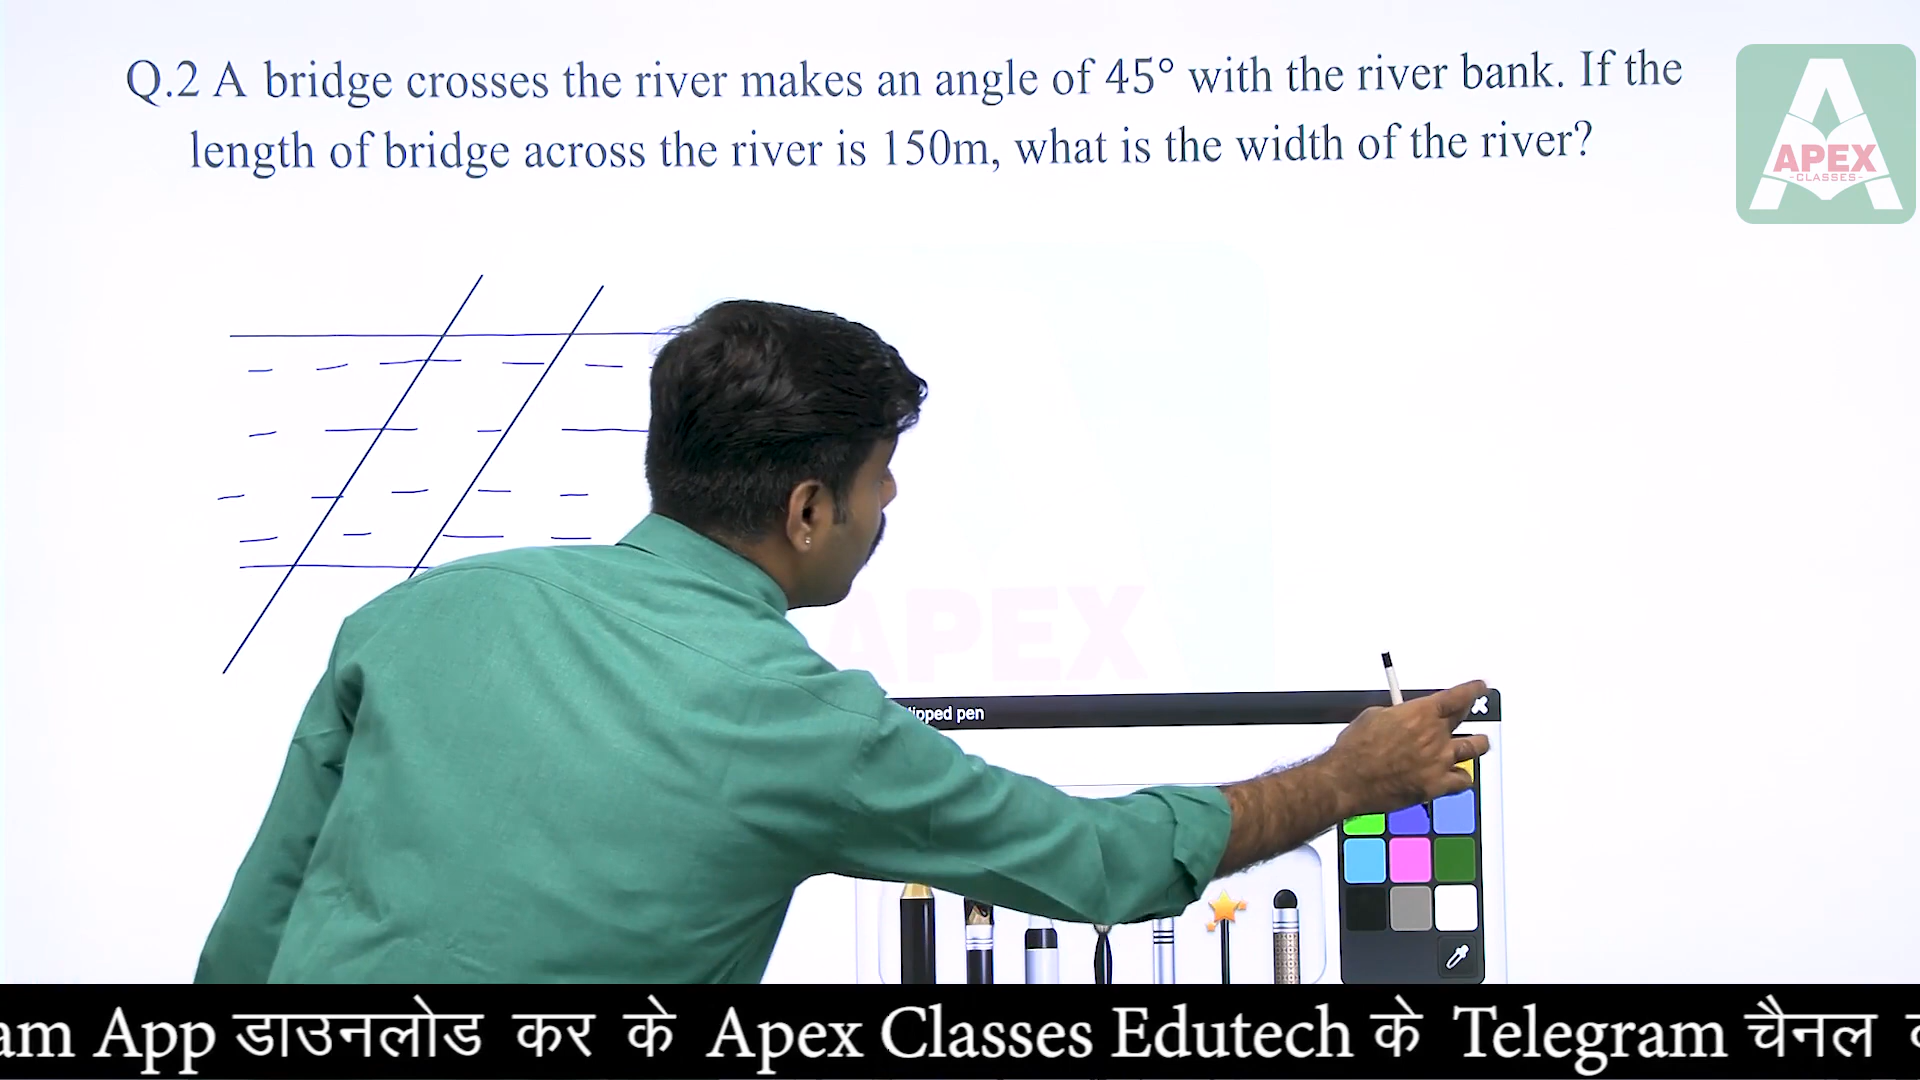 Q.2 A bridge crosses the river makes an angle of 45° with the river bank. If the
length of bridge across the river is 150m, what is the width of the river?
APEX
-CLASSES-
APEX
pen
App डाउनलोड कर के Apex Classes Edutech के Telegram चैनल